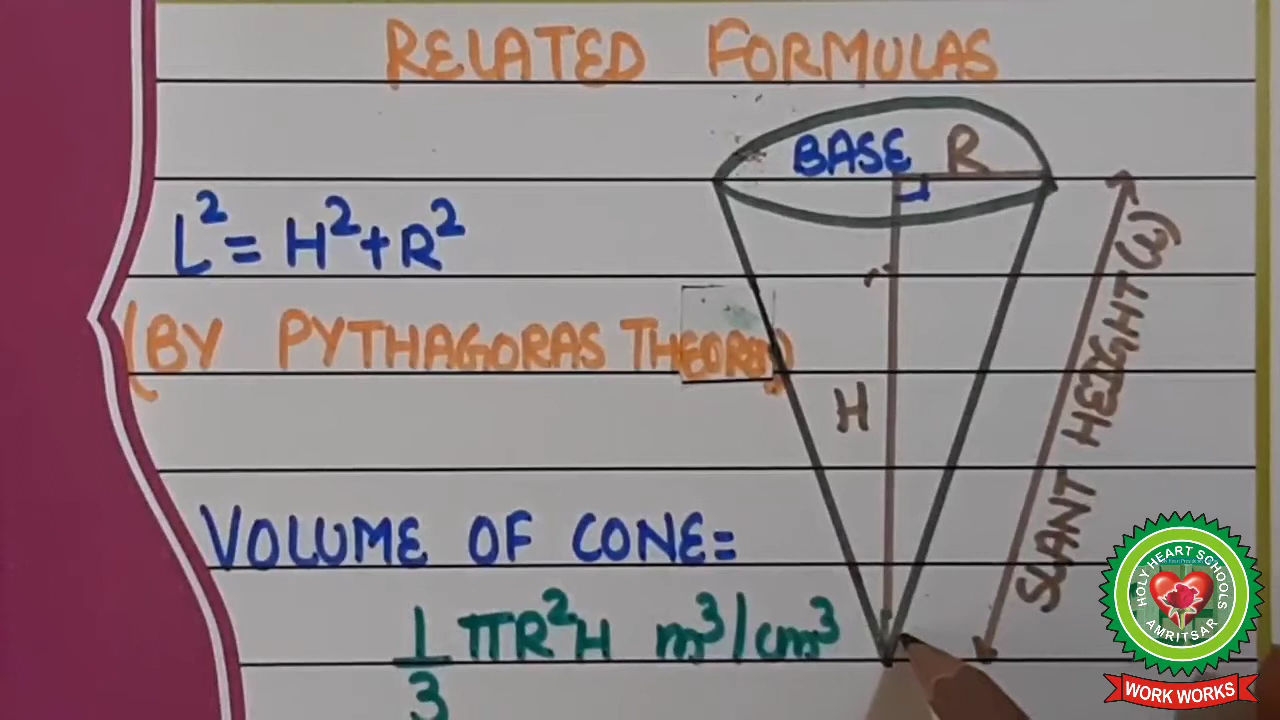 RELATED FORMULAS
BASE R
L² = H² + R²
(BY PYTHAGORAS THEOREM)
H
SLANT HEIGHT (L)
VOLUME OF CONE =
1/3 πR²H m³/cm³
HOLY HEART SCHOOLS
AMRITSAR
WORK WORKS